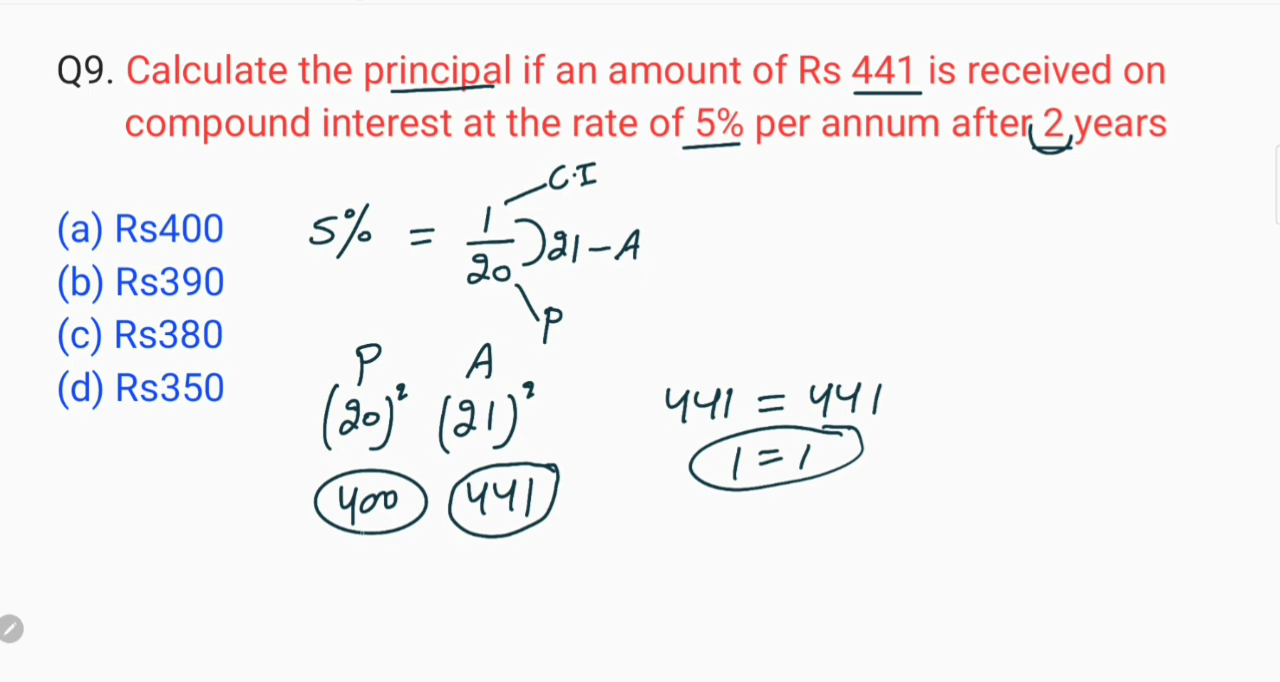 Q9. Calculate the principal if an amount of Rs 441 is received on
compound interest at the rate of 5% per annum after 2 years
C.I
(a) Rs400
5% = 1/20 ) 21 - A
(b) Rs390
P
(c) Rs380
P A
(d) Rs350
(20)² (21)²
441 = 441
1 = 1
400 441